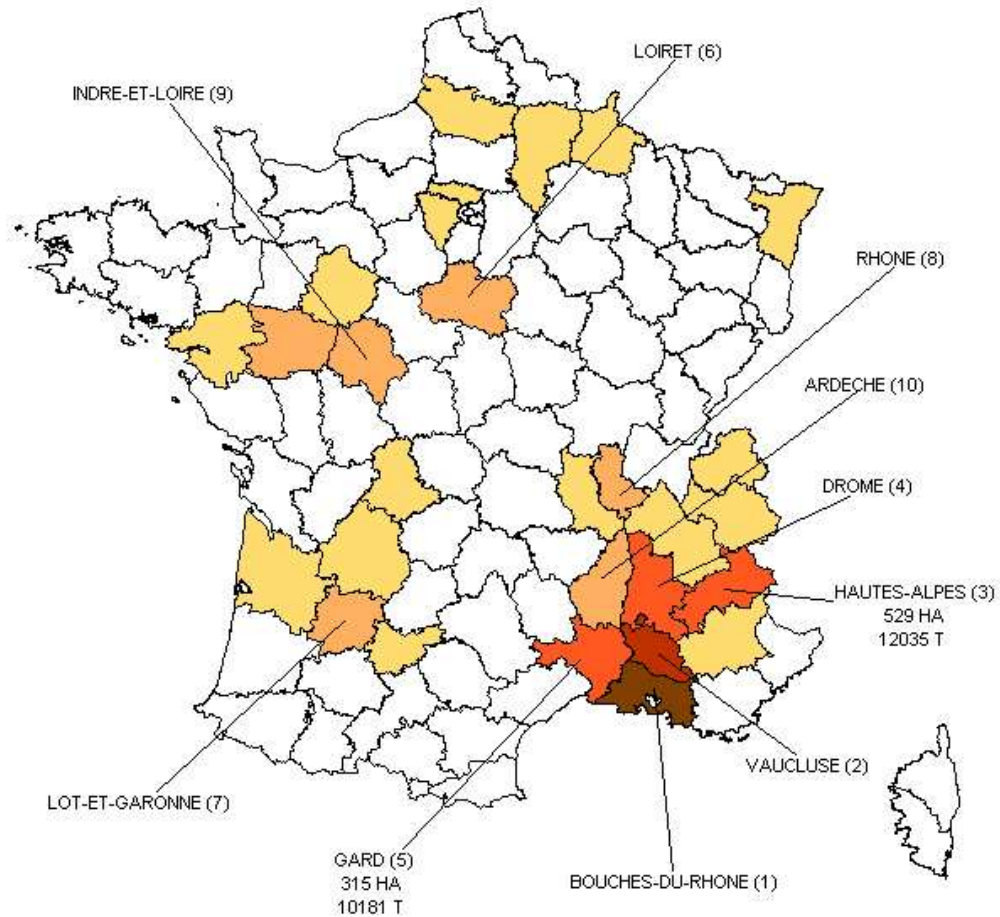 LOIRET (6)
INDRE-ET-LOIRE (9)
RHONE (8)
ARDECHE (10)
DROME (4)
HAUTES-ALPES (3)
529 HA
12035 T
VAUCLUSE (2)
LOT-ET-GARONNE (7)
GARD (5)
315 HA
10181 T
BOUCHES-DU-RHONE (1)